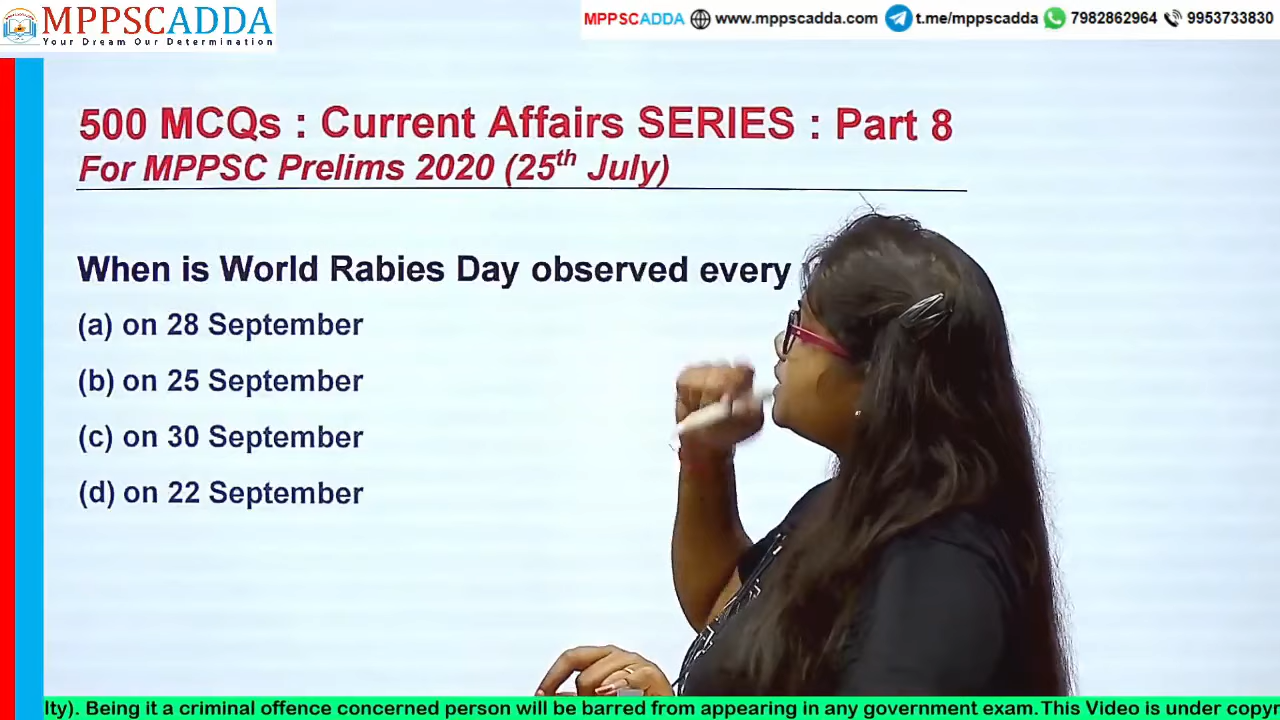 MPPSCADDA
Your Dream Our Determination
MPPSCADDA www.mppscadda.com t.me/mppscadda 7982862964 9953733830
500 MCQs : Current Affairs SERIES : Part 8
For MPPSC Prelims 2020 (25th July)
When is World Rabies Day observed every
(a) on 28 September
(b) on 25 September
(c) on 30 September
(d) on 22 September
lty). Being it a criminal offence concerned person will be barred from appearing in any government exam. This Video is under copyr